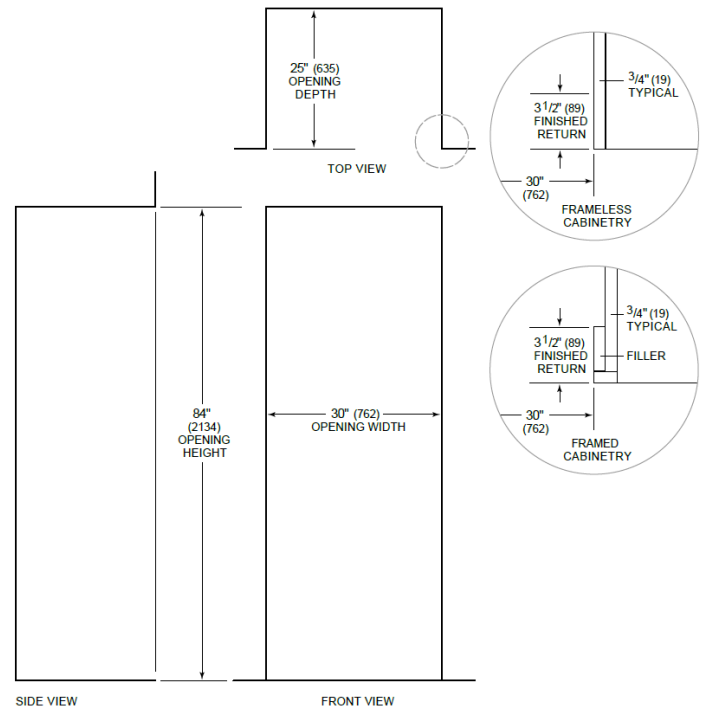 25" (635)
OPENING
DEPTH
TOP VIEW
3/4" (19)
TYPICAL
3 1/2" (89)
FINISHED
RETURN
30"
(762)
FRAMELESS
CABINETRY
3/4" (19)
TYPICAL
3 1/2" (89)
FINISHED
RETURN
FILLER
30"
(762)
FRAMED
CABINETRY
84"
(2134)
OPENING
HEIGHT
30" (762)
OPENING WIDTH
SIDE VIEW
FRONT VIEW